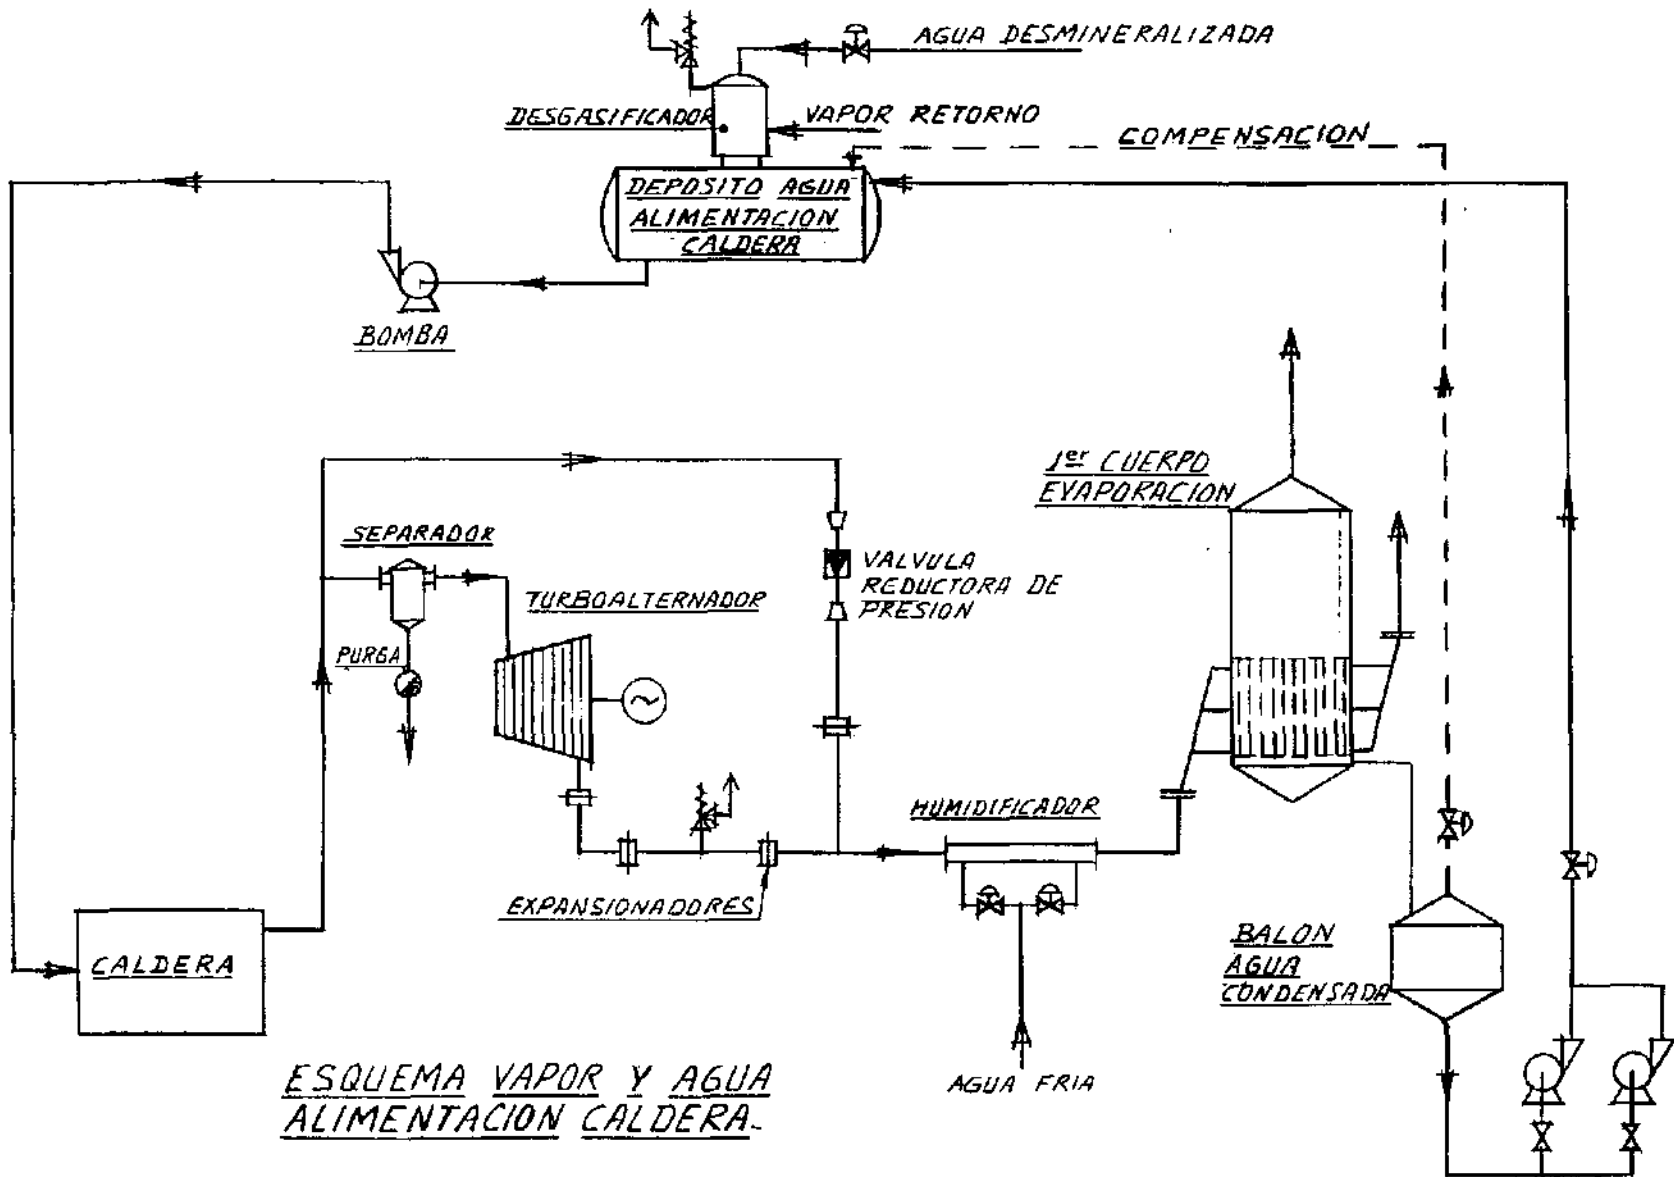 AGUA DESMINERALIZADA
DESGASIFICADOR
VAPOR RETORNO
COMPENSACION
DEPOSITO AGUA
ALIMENTACION
CALDERA
BOMBA
1er CUERPO
EVAPORACION
SEPARADOR
VALVULA
REDUCTORA DE
PRESION
TURBOALTERNADOR
PURGA
HUMIDIFICADOR
EXPANSIONADORES
CALDERA
BALON
AGUA
CONDENSADA
AGUA FRIA
ESQUEMA VAPOR Y AGUA
ALIMENTACION CALDERA-